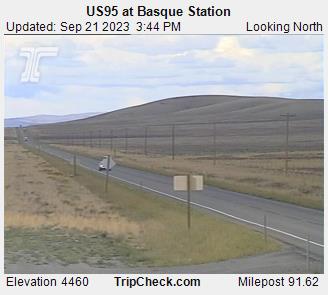 US95 at Basque Station
Updated: Sep 21 2023 3:44 PM Looking North
Elevation 4460 TripCheck.com Milepost 91.62